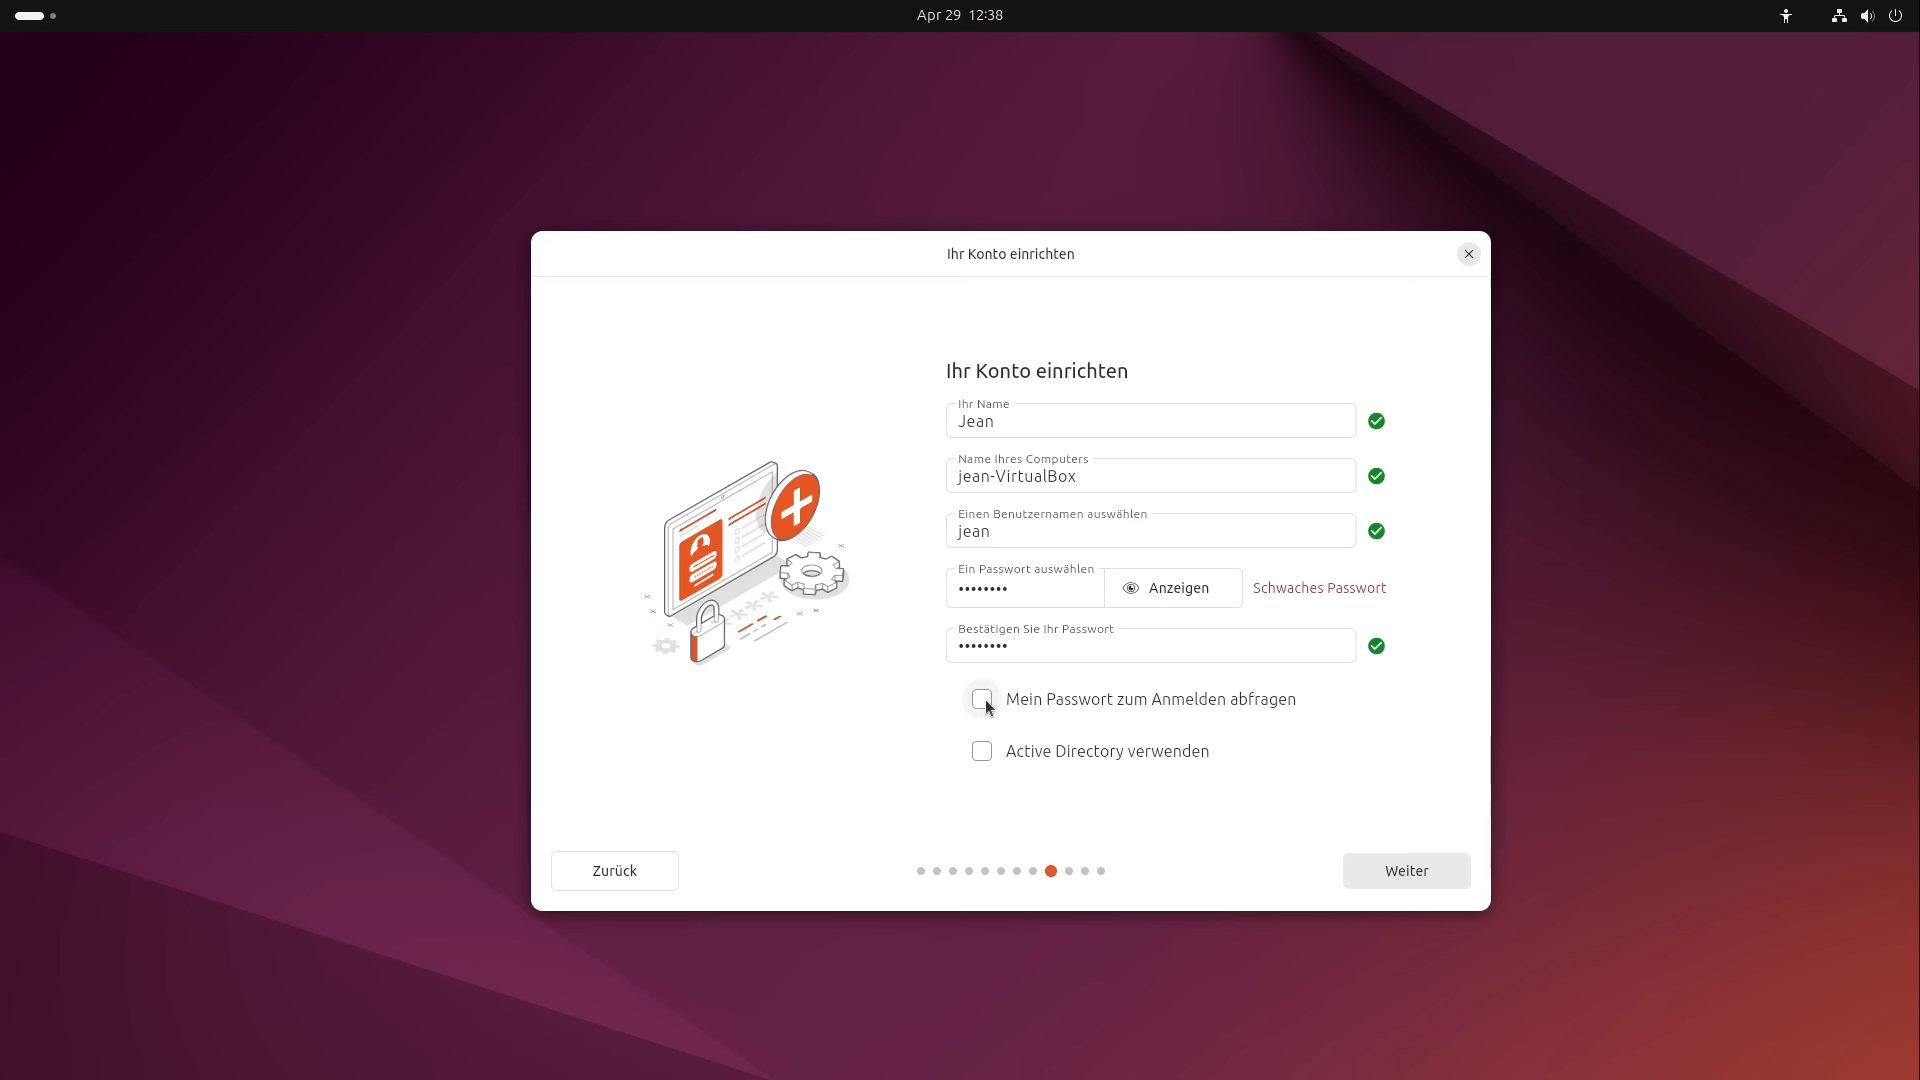 Apr 29 12:38
Ihr Konto einrichten
Ihr Konto einrichten
Ihr Name
Jean
Name Ihres Computers
jean-VirtualBox
Einen Benutzernamen auswählen
jean
Ein Passwort auswählen
•••••••• Anzeigen Schwaches Passwort
Bestätigen Sie Ihr Passwort
••••••••
Mein Passwort zum Anmelden abfragen
Active Directory verwenden
Zurück Weiter